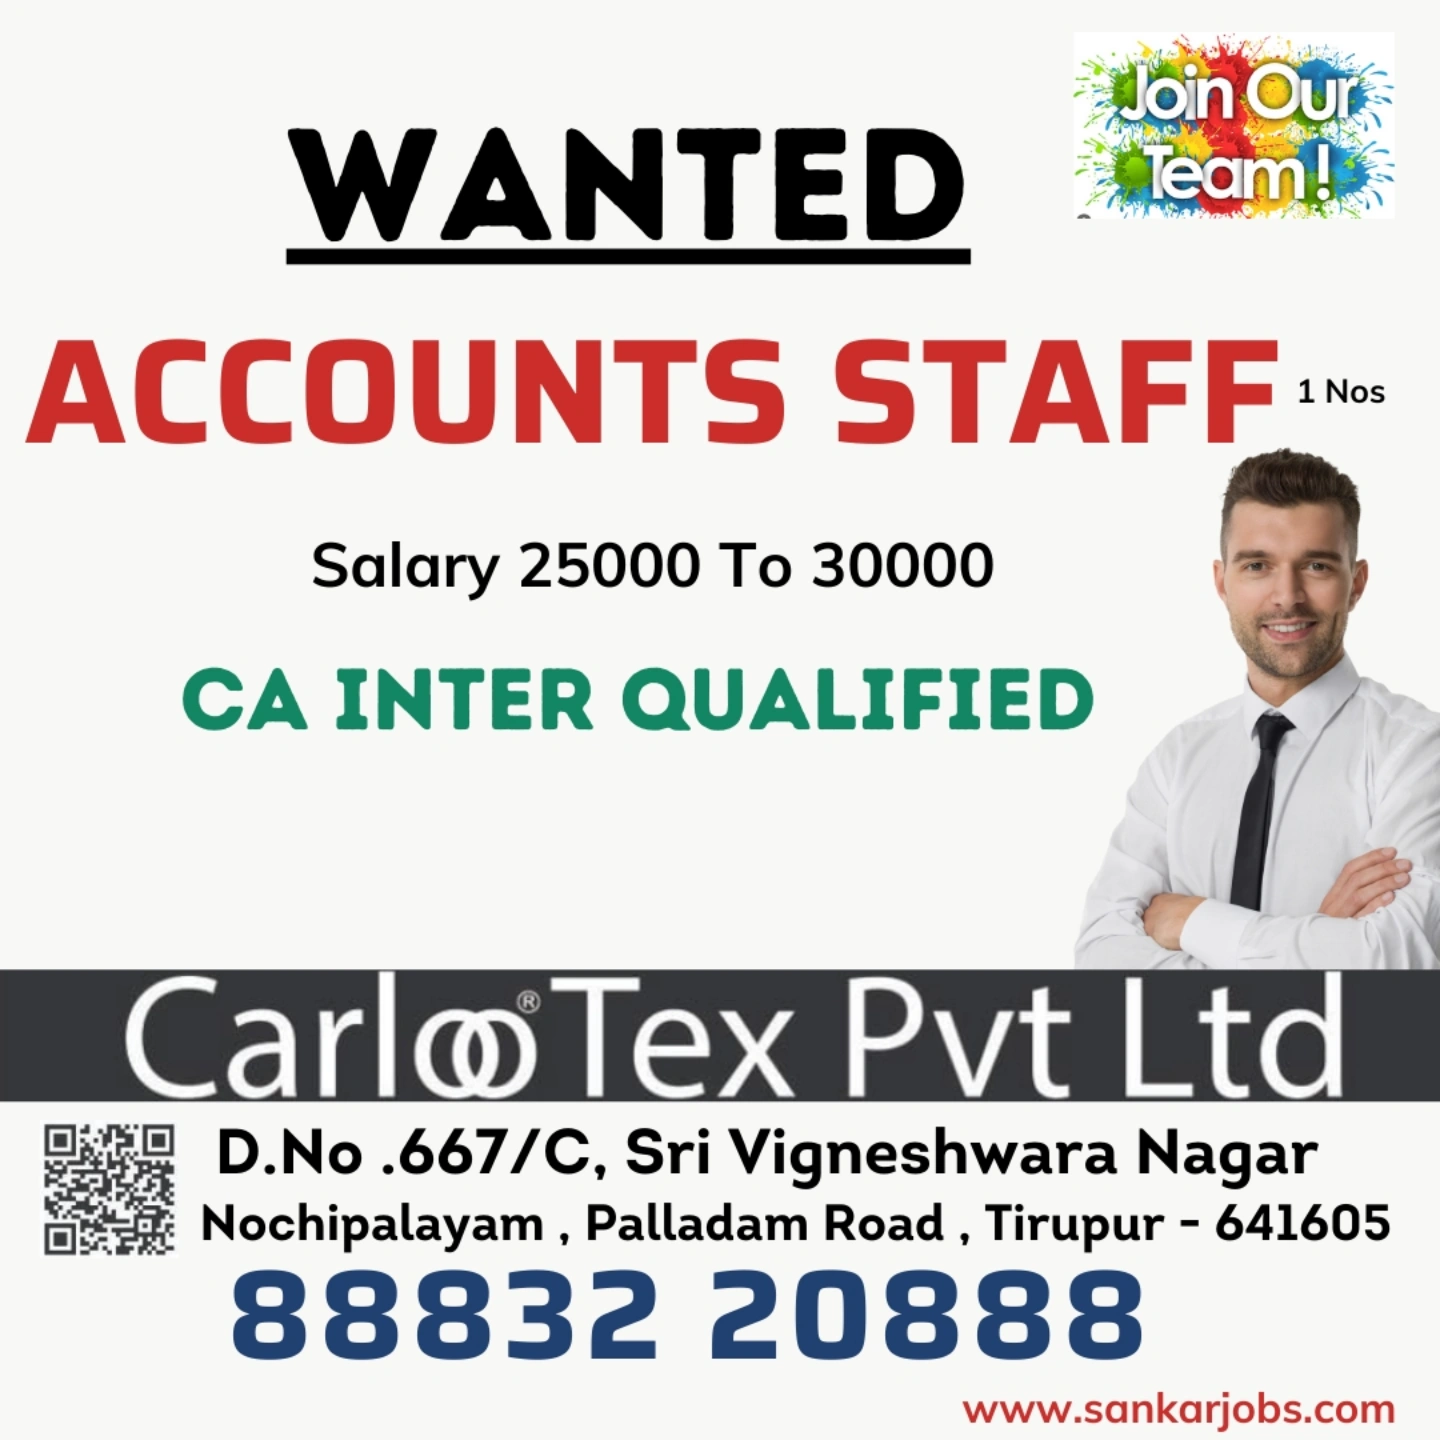 Join Our
Team !
WANTED
ACCOUNTS STAFF 1 Nos
Salary 25000 To 30000
CA INTER QUALIFIED
Carloo® Tex Pvt Ltd
D.No .667/C, Sri Vigneshwara Nagar
Nochipalayam , Palladam Road , Tirupur - 641605
88832 20888
www.sankarjobs.com